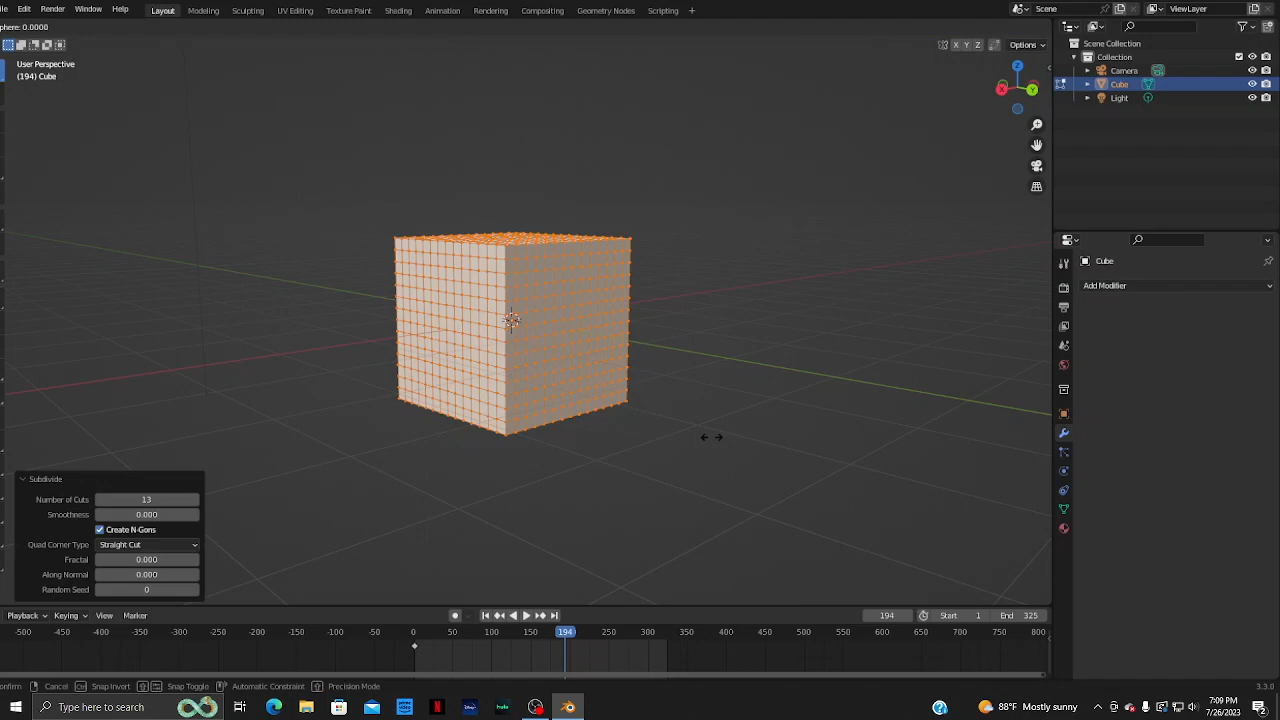 Edit Render Window Help Layout Modeling Sculpting UV Editing Texture Paint Shading Animation Rendering Compositing Geometry Nodes Scripting + Scene ViewLayer
phere: 0.0000
X Y Z Options
User Perspective
(194) Cube
Scene Collection
Collection
Camera
Cube
Light
Z
X Y
Cube
Add Modifier
Subdivide
Number of Cuts 13
Smoothness 0.000
Create N-Gons
Quad Corner Type Straight Cut
Fractal 0.000
Along Normal 0.000
Random Seed 0
Playback Keying View Marker 194 Start 1 End 325
-500 -450 -400 -350 -300 -250 -200 -150 -100 -50 0 50 100 150 194 250 300 350 400 450 500 550 600 650 700 750 800
onfirm Cancel Snap Invert Snap Toggle Automatic Constraint Precision Mode 3.3.0
Type here to search prime video N hulu 88°F Mostly sunny 7:09 PM
7/26/2023